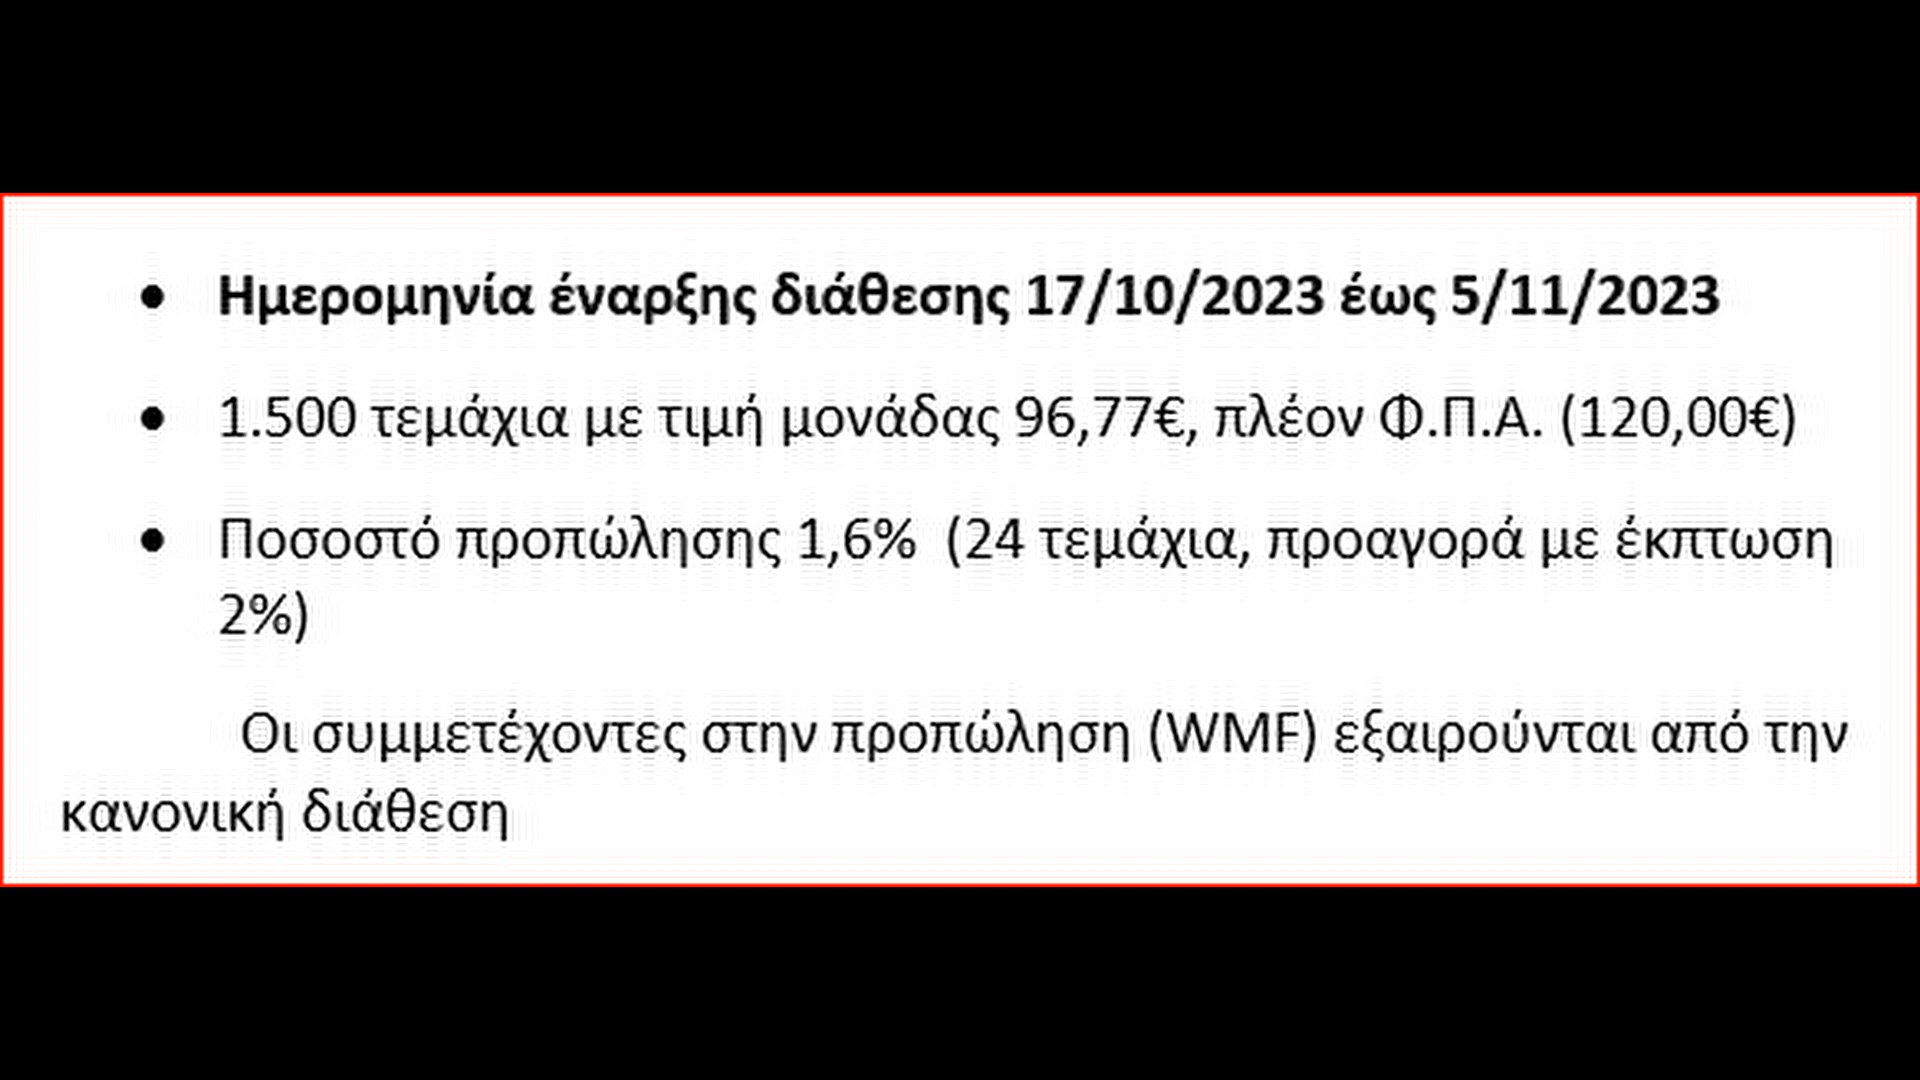 • Ημερομηνία έναρξης διάθεσης 17/10/2023 έως 5/11/2023
• 1.500 τεμάχια με τιμή μονάδας 96,77€, πλέον Φ.Π.Α. (120,00€)
• Ποσοστό προπώλησης 1,6% (24 τεμάχια, προαγορά με έκπτωση
2%)
Οι συμμετέχοντες στην προπώληση (WMF) εξαιρούνται από την
κανονική διάθεση